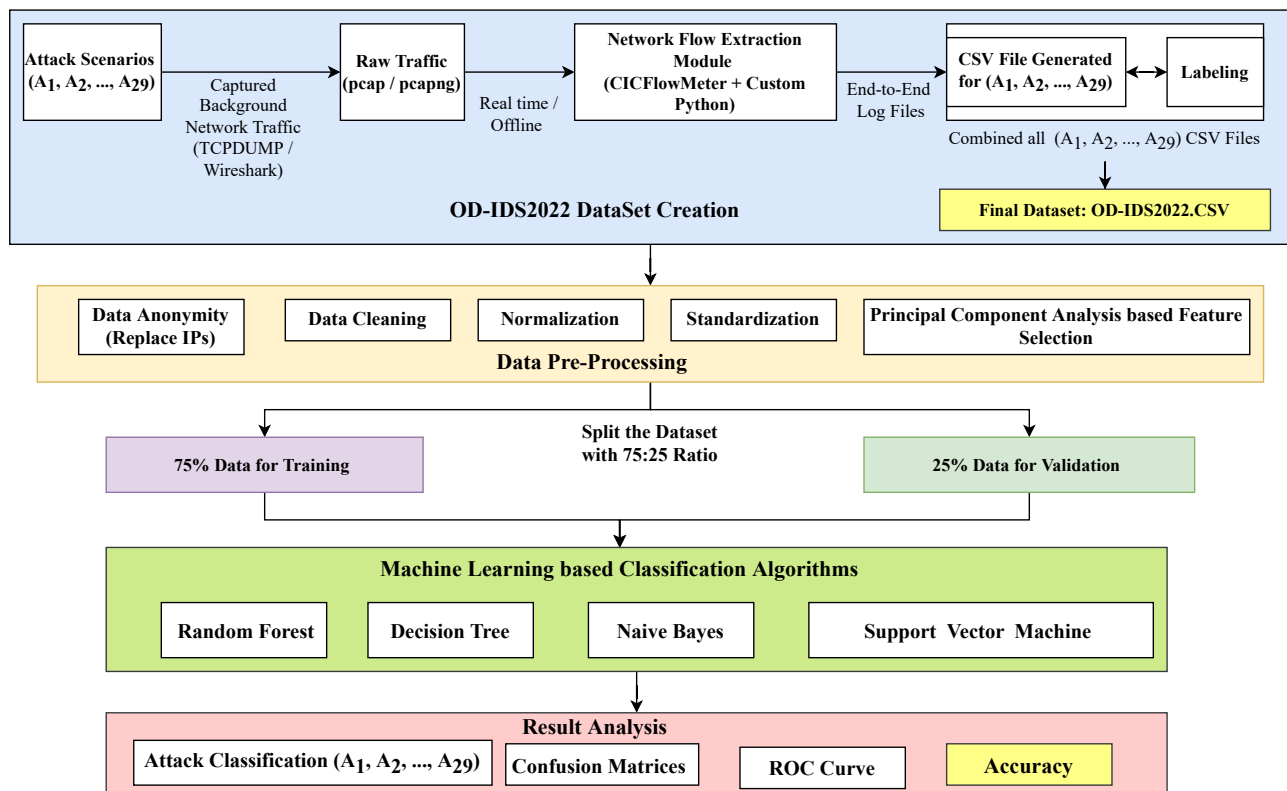 Attack Scenarios
(A1, A2, ..., A29)
Captured
Background
Network Traffic
(TCPDUMP /
Wireshark)
Raw Traffic
(pcap / pcapng)
Real time /
Offline
Network Flow Extraction
Module
(CICFlowMeter + Custom
Python)
End-to-End
Log Files
CSV File Generated
for (A1, A2, ..., A29)
Labeling
Combined all (A1, A2, ..., A29) CSV Files
OD-IDS2022 DataSet Creation
Final Dataset: OD-IDS2022.CSV
Data Anonymity
(Replace IPs)
Data Cleaning
Normalization
Standardization
Principal Component Analysis based Feature
Selection
Data Pre-Processing
Split the Dataset
with 75:25 Ratio
75% Data for Training
25% Data for Validation
Machine Learning based Classification Algorithms
Random Forest
Decision Tree
Naive Bayes
Support Vector Machine
Result Analysis
Attack Classification (A1, A2, ..., A29)
Confusion Matrices
ROC Curve
Accuracy